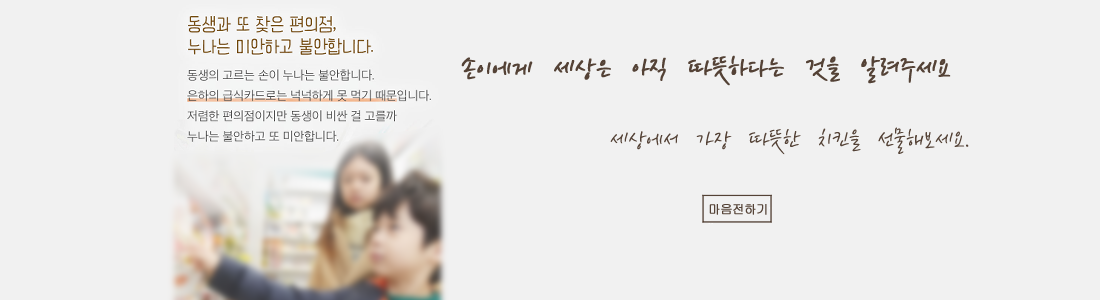 동생과 또 찾은 편의점,
누나는 미안하고 불안합니다.
동생의 고르는 손이 누나는 불안합니다.
은하의 급식카드로는 넉넉하게 못 먹기 때문입니다.
저렴한 편의점이지만 동생이 비싼 걸 고를까
누나는 불안하고 또 미안합니다.
손이에게 세상은 아직 따뜻하다는 것을 알려주세요
세상에서 가장 따뜻한 치킨을 선물해보세요.
마음전하기